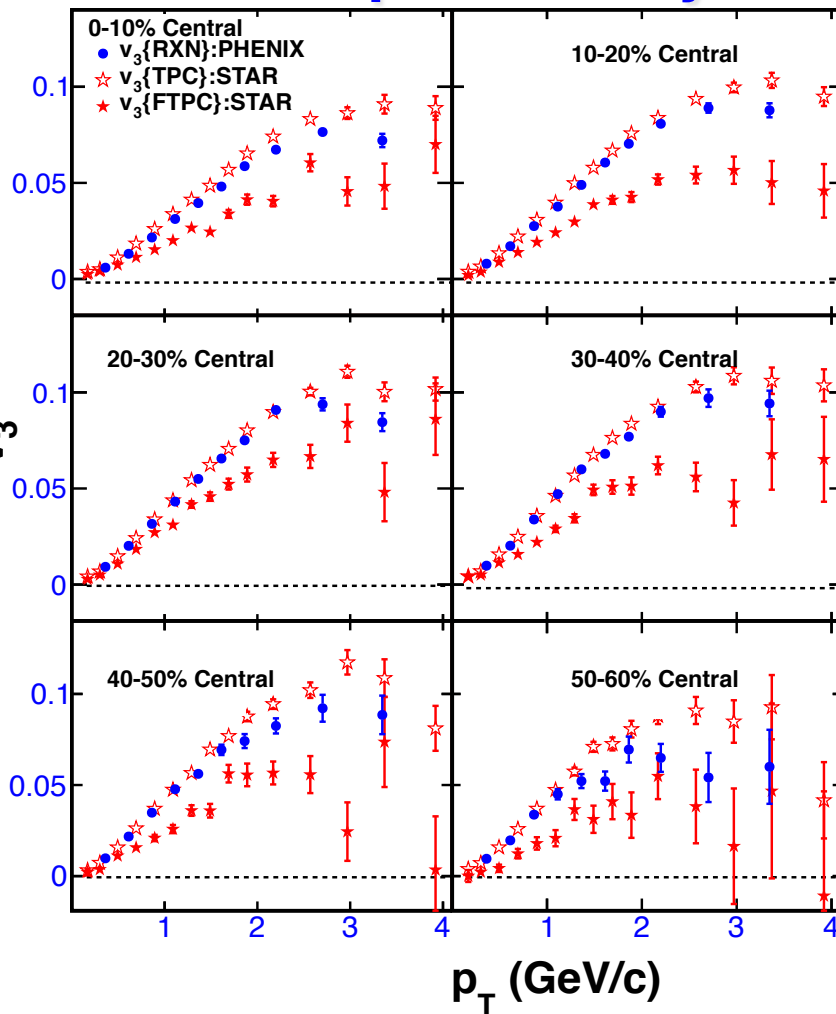 0-10% Central
v3{RXN}:PHENIX
v3{TPC}:STAR
v3{FTPC}:STAR
10-20% Central
0.1
0.05
0
20-30% Central
30-40% Central
0.1
0.05
0
3
40-50% Central
50-60% Central
0.1
0.05
0
1 2 3 4
1 2 3 4
pT (GeV/c)